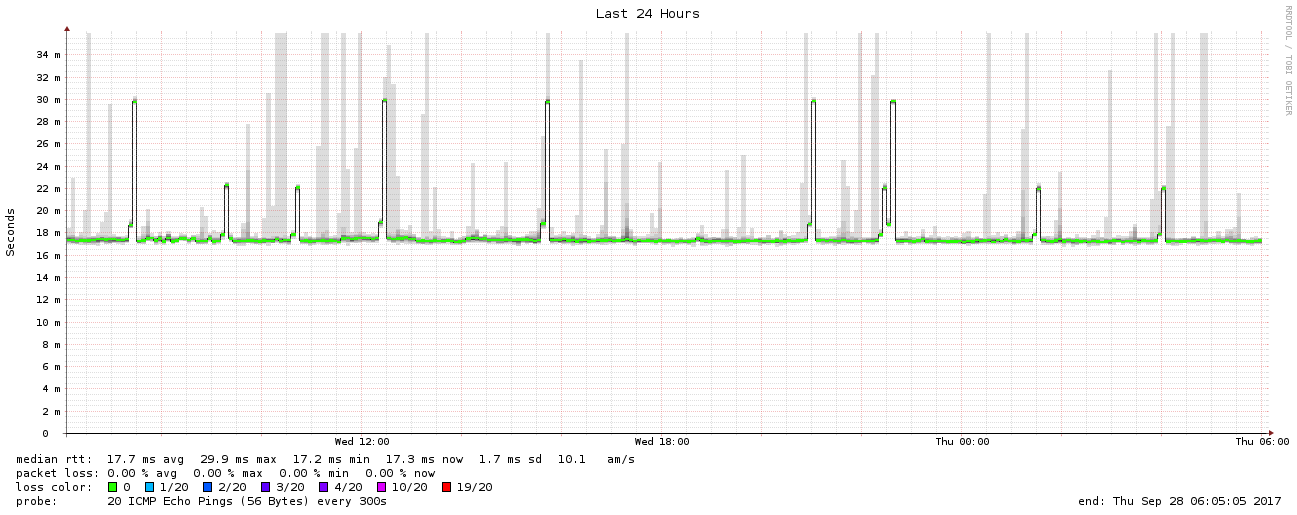 Last 24 Hours
RRDTOOL / TOBI OETIKER
Seconds
34 m
32 m
30 m
28 m
26 m
24 m
22 m
20 m
18 m
16 m
14 m
12 m
10 m
8 m
6 m
4 m
2 m
0
Wed 12:00 Wed 18:00 Thu 00:00 Thu 06:00
median rtt: 17.7 ms avg 29.9 ms max 17.2 ms min 17.3 ms now 1.7 ms sd 10.1 am/s
packet loss: 0.00 % avg 0.00 % max 0.00 % min 0.00 % now
loss color: 0 1/20 2/20 3/20 4/20 10/20 19/20
probe: 20 ICMP Echo Pings (56 Bytes) every 300s end: Thu Sep 28 06:05:05 2017